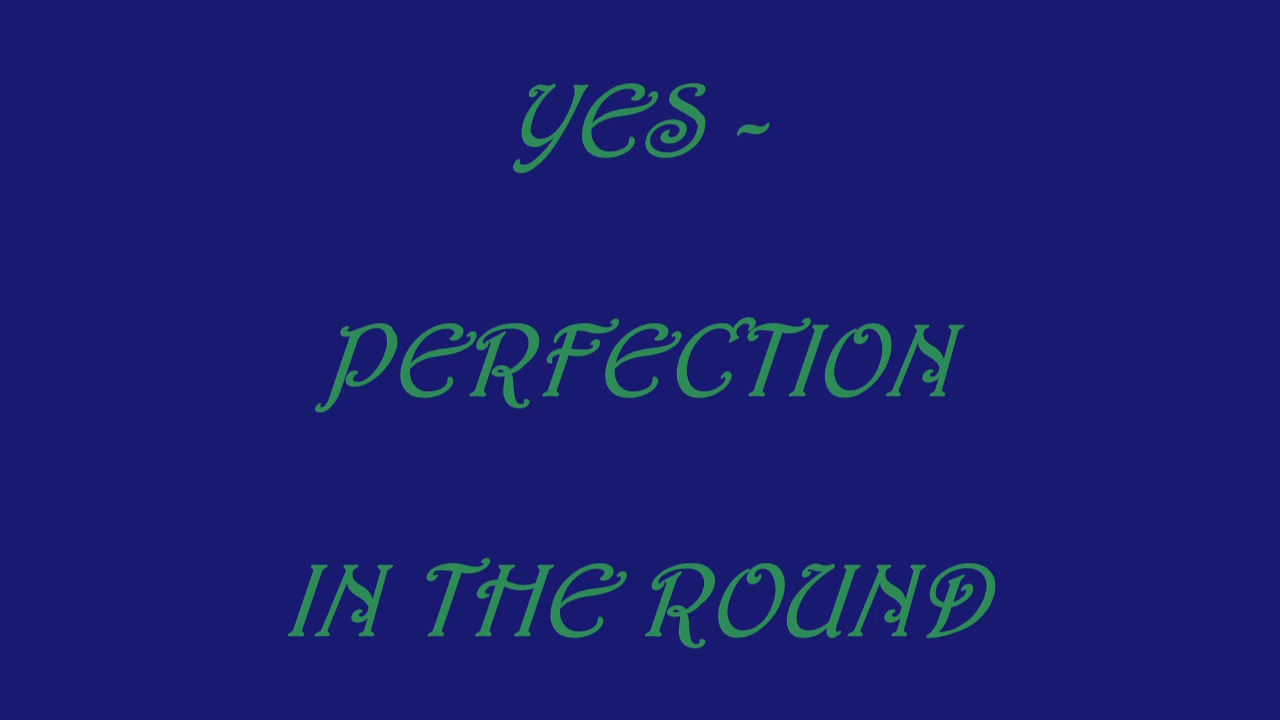 YES -
PERFECTION
IN THE ROUND